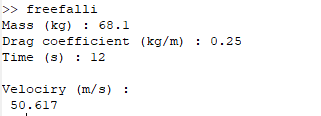 >> freefalli
Mass (kg) : 68.1
Drag coefficient (kg/m) : 0.25
Time (s) : 12
Velociry (m/s) :
50.617